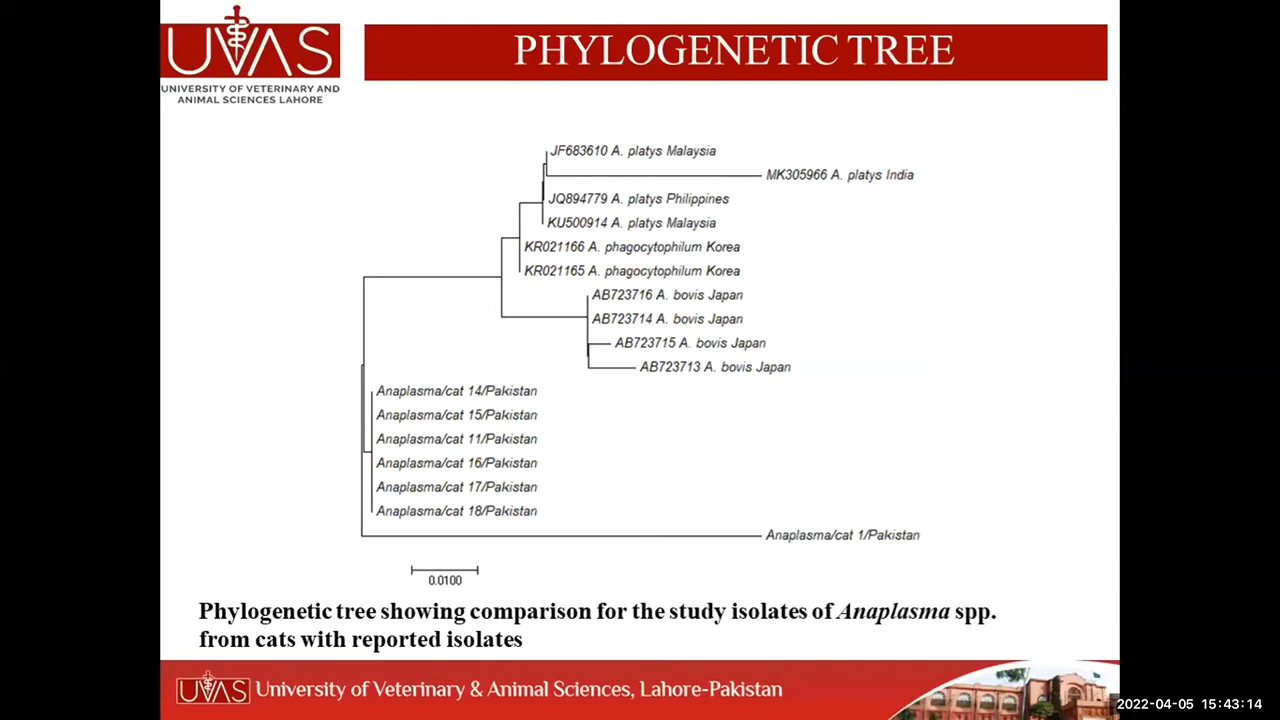 UVAS
UNIVERSITY OF VETERINARY AND
ANIMAL SCIENCES LAHORE
PHYLOGENETIC TREE
JF683610 A. platys Malaysia
MK305966 A. platys India
JQ894779 A. platys Philippines
KU500914 A. platys Malaysia
KR021166 A. phagocytophilum Korea
KR021165 A. phagocytophilum Korea
AB723716 A. bovis Japan
AB723714 A. bovis Japan
AB723715 A. bovis Japan
AB723713 A. bovis Japan
Anaplasma/cat 14/Pakistan
Anaplasma/cat 15/Pakistan
Anaplasma/cat 11/Pakistan
Anaplasma/cat 16/Pakistan
Anaplasma/cat 17/Pakistan
Anaplasma/cat 18/Pakistan
Anaplasma/cat 1/Pakistan
0.0100
Phylogenetic tree showing comparison for the study isolates of Anaplasma spp.
from cats with reported isolates
UVAS University of Veterinary & Animal Sciences, Lahore-Pakistan
2022-04-05 15:43:14